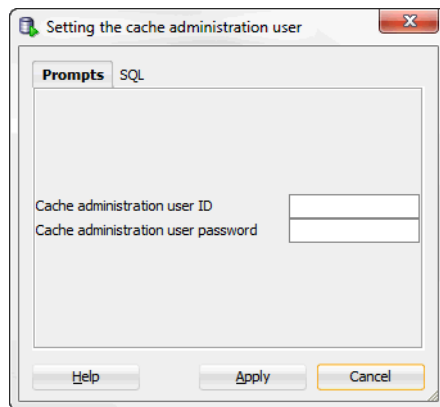 Setting the cache administration user
Prompts SQL
Cache administration user ID
Cache administration user password
Help Apply Cancel